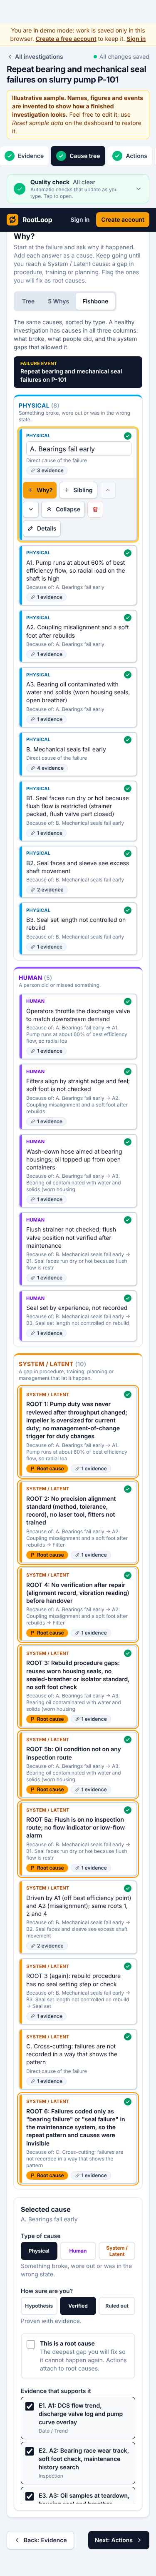 You are in demo mode: work is saved only in this
browser. Create a free account to keep it. Sign in
All investigations
All changes saved
Repeat bearing and mechanical seal
failures on slurry pump P-101
Illustrative sample. Names, figures and events
are invented to show how a finished
investigation looks. Feel free to edit it; use
Reset sample data on the dashboard to restore
it.
Evidence
Cause tree
Actions
Quality check All clear
Automatic checks that update as you
type. Tap to open.
RootLoop
Sign in
Create account
Why?
Start at the failure and ask why it happened.
Add each answer as a cause. Keep going until
you reach a System / Latent cause: a gap in
procedure, training or planning. Flag the ones
you will fix as root causes.
Tree
5 Whys
Fishbone
The same causes, sorted by type. A healthy
investigation has causes in all three columns:
what broke, what people did, and the system
gaps that allowed it.
FAILURE EVENT
Repeat bearing and mechanical seal
failures on P-101
PHYSICAL (8)
Something broke, wore out or was in the wrong
state.
PHYSICAL
A. Bearings fail early
Direct cause of the failure
3 evidence
Why?
Sibling
Collapse
Details
PHYSICAL
A1. Pump runs at about 60% of best
efficiency flow, so radial load on the
shaft is high
Because of: A. Bearings fail early
1 evidence
PHYSICAL
A2. Coupling misalignment and a soft
foot after rebuilds
Because of: A. Bearings fail early
1 evidence
PHYSICAL
A3. Bearing oil contaminated with
water and solids (worn housing seals,
open breather)
Because of: A. Bearings fail early
1 evidence
PHYSICAL
B. Mechanical seals fail early
Direct cause of the failure
4 evidence
PHYSICAL
B1. Seal faces run dry or hot because
flush flow is restricted (strainer
packed, flush valve part closed)
Because of: B. Mechanical seals fail early
1 evidence
PHYSICAL
B2. Seal faces and sleeve see excess
shaft movement
Because of: B. Mechanical seals fail early
2 evidence
PHYSICAL
B3. Seal set length not controlled on
rebuild
Because of: B. Mechanical seals fail early
1 evidence
HUMAN (5)
A person did or missed something.
HUMAN
Operators throttle the discharge valve
to match downstream demand
Because of: A. Bearings fail early → A1.
Pump runs at about 60% of best efficiency
flow, so radial loa
1 evidence
HUMAN
Fitters align by straight edge and feel;
soft foot is not checked
Because of: A. Bearings fail early → A2.
Coupling misalignment and a soft foot after
rebuilds
1 evidence
HUMAN
Wash-down hose aimed at bearing
housings; oil topped up from open
containers
Because of: A. Bearings fail early → A3.
Bearing oil contaminated with water and
solids (worn housing
1 evidence
HUMAN
Flush strainer not checked; flush
valve position not verified after
maintenance
Because of: B. Mechanical seals fail early →
B1. Seal faces run dry or hot because flush
flow is restr
1 evidence
HUMAN
Seal set by experience, not recorded
Because of: B. Mechanical seals fail early →
B3. Seal set length not controlled on rebuild
1 evidence
SYSTEM / LATENT (10)
A gap in procedure, training, planning or
management that let it happen.
SYSTEM / LATENT
ROOT 1: Pump duty was never
reviewed after throughput changed;
impeller is oversized for current
duty; no management-of-change
trigger for duty changes
Because of: A. Bearings fail early → A1.
Pump runs at about 60% of best efficiency
flow, so radial loa
Root cause
1 evidence
SYSTEM / LATENT
ROOT 2: No precision alignment
standard (method, tolerance,
record), no laser tool, fitters not
trained
Because of: A. Bearings fail early → A2.
Coupling misalignment and a soft foot after
rebuilds → Fitter
Root cause
1 evidence
SYSTEM / LATENT
ROOT 4: No verification after repair
(alignment record, vibration reading)
before handover
Because of: A. Bearings fail early → A2.
Coupling misalignment and a soft foot after
rebuilds → Fitter
Root cause
1 evidence
SYSTEM / LATENT
ROOT 3: Rebuild procedure gaps:
reuses worn housing seals, no
sealed-breather or isolator standard,
no soft foot check
Because of: A. Bearings fail early → A3.
Bearing oil contaminated with water and
solids (worn housing
Root cause
1 evidence
SYSTEM / LATENT
ROOT 5b: Oil condition not on any
inspection route
Because of: A. Bearings fail early → A3.
Bearing oil contaminated with water and
solids (worn housing
Root cause
1 evidence
SYSTEM / LATENT
ROOT 5a: Flush is on no inspection
route; no flow indicator or low-flow
alarm
Because of: B. Mechanical seals fail early →
B1. Seal faces run dry or hot because flush
flow is restr
Root cause
1 evidence
SYSTEM / LATENT
Driven by A1 (off best efficiency point)
and A2 (misalignment); same roots 1,
2 and 4
Because of: B. Mechanical seals fail early →
B2. Seal faces and sleeve see excess shaft
movement
2 evidence
SYSTEM / LATENT
ROOT 3 (again): rebuild procedure
has no seal setting step or check
Because of: B. Mechanical seals fail early →
B3. Seal set length not controlled on rebuild
→ Seal set
1 evidence
SYSTEM / LATENT
C. Cross-cutting: failures are not
recorded in a way that shows the
pattern
Direct cause of the failure
1 evidence
SYSTEM / LATENT
ROOT 6: Failures coded only as
"bearing failure" or "seal failure" in
the maintenance system, so the
repeat pattern and causes were
invisible
Because of: C. Cross-cutting: failures are
not recorded in a way that shows the
pattern
Root cause
1 evidence
Selected cause
A. Bearings fail early
Type of cause
Physical
Human
System /
Latent
Something broke, wore out or was in the
wrong state.
How sure are you?
Hypothesis
Verified
Ruled out
Proven with evidence.
This is a root cause
The deepest gap you will fix so
it cannot happen again. Actions
attach to root causes.
Evidence that supports it
E1. A1: DCS flow trend,
discharge valve log and pump
curve overlay
Data / Trend
E2. A2: Bearing race wear track,
soft foot check, maintenance
history search
Inspection
E3. A3: Oil samples at teardown,
Back: Evidence
Next: Actions